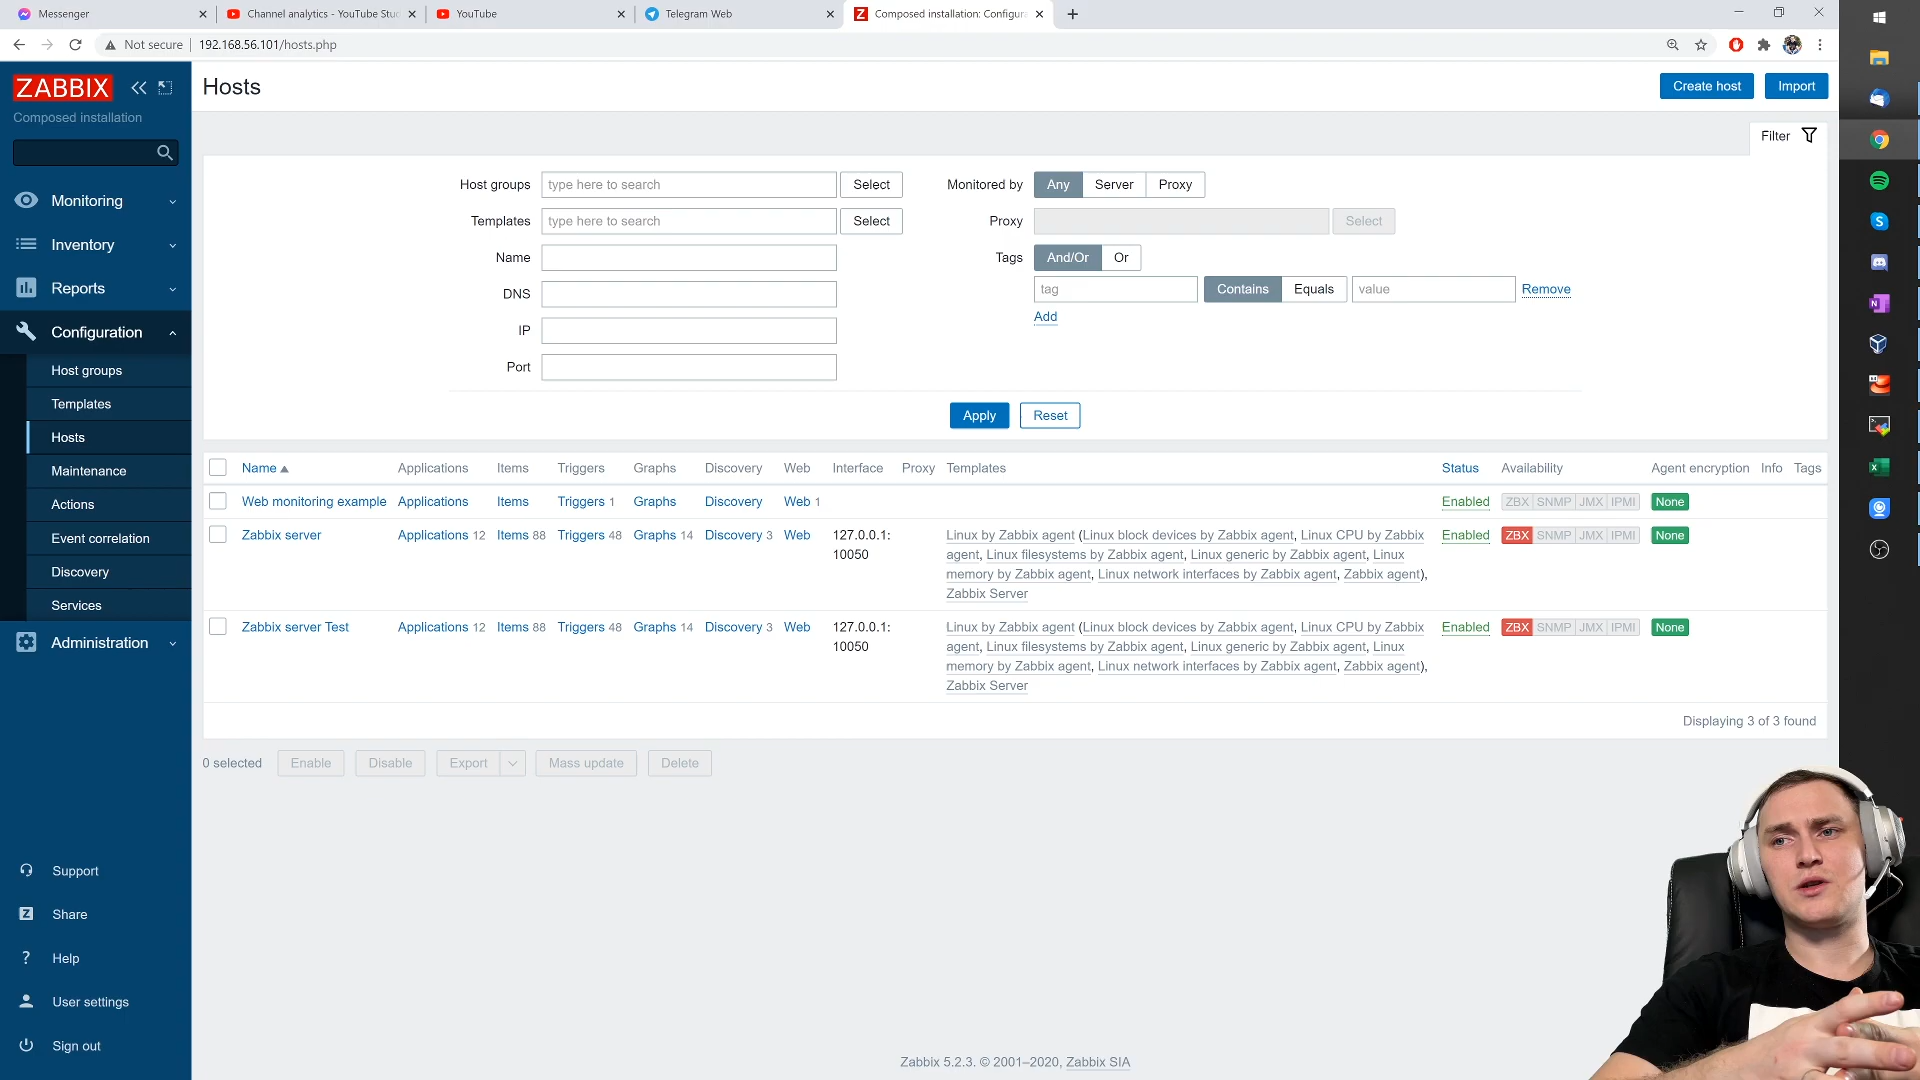 Messenger
Channel analytics - YouTube Stud
YouTube
Telegram Web
Composed installation: Configura
Not secure
192.168.56.101/hosts.php
ZABBIX
Composed installation
Monitoring
Inventory
Reports
Configuration
Host groups
Templates
Hosts
Maintenance
Actions
Event correlation
Discovery
Services
Administration
Support
Share
Help
User settings
Sign out
Hosts
Create host
Import
Filter
Host groups type here to search Select
Templates type here to search Select
Name
DNS
IP
Port
Monitored by Any Server Proxy
Proxy Select
Tags And/Or Or
tag Contains Equals value Remove
Add
Apply Reset
Name Applications Items Triggers Graphs Discovery Web Interface Proxy Templates Status Availability Agent encryption Info Tags
Web monitoring example Applications Items Triggers 1 Graphs Discovery Web 1 Enabled ZBX SNMP JMX IPMI None
Zabbix server Applications 12 Items 88 Triggers 48 Graphs 14 Discovery 3 Web 127.0.0.1: Linux by Zabbix agent (Linux block devices by Zabbix agent, Linux CPU by Zabbix Enabled ZBX SNMP JMX IPMI None
10050 agent, Linux filesystems by Zabbix agent, Linux generic by Zabbix agent, Linux
memory by Zabbix agent, Linux network interfaces by Zabbix agent, Zabbix agent),
Zabbix Server
Zabbix server Test Applications 12 Items 88 Triggers 48 Graphs 14 Discovery 3 Web 127.0.0.1: Linux by Zabbix agent (Linux block devices by Zabbix agent, Linux CPU by Zabbix Enabled ZBX SNMP JMX IPMI None
10050 agent, Linux filesystems by Zabbix agent, Linux generic by Zabbix agent, Linux
memory by Zabbix agent, Linux network interfaces by Zabbix agent, Zabbix agent),
Zabbix Server
Displaying 3 of 3 found
0 selected Enable Disable Export Mass update Delete
Zabbix 5.2.3. © 2001–2020, Zabbix SIA